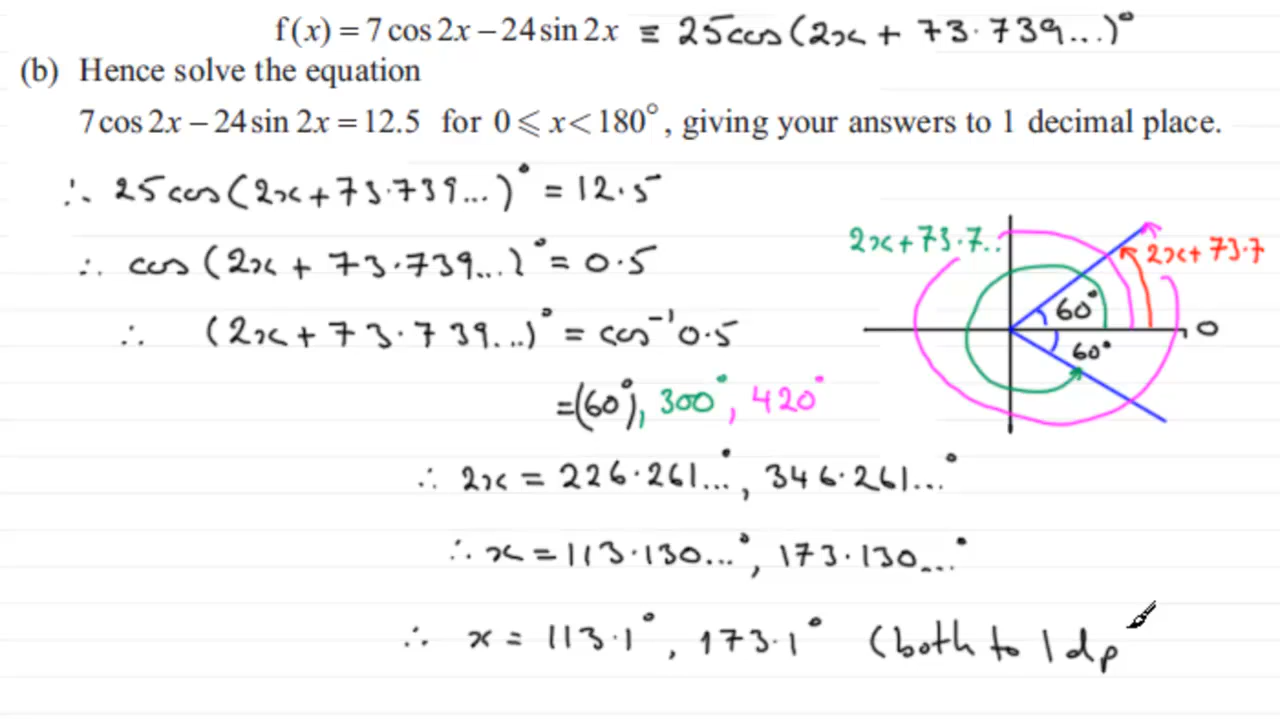 f(x) = 7 cos 2x − 24 sin 2x ≡ 25cos(2x + 73.739...)°
(b) Hence solve the equation
7 cos 2x − 24 sin 2x = 12.5 for 0 ⩽ x < 180°, giving your answers to 1 decimal place.
∴ 25cos(2x + 73.739...)° = 12.5
2x + 73.7..
2x + 73.7
∴ cos(2x + 73.739...)° = 0.5
60°
0
∴ (2x + 73.739...)° = cos⁻¹0.5
60°
=(60°), 300°, 420°
∴ 2x = 226.261...°, 346.261...°
∴ x = 113.130...°, 173.130...°
∴ x = 113.1°, 173.1° (both to 1 dp